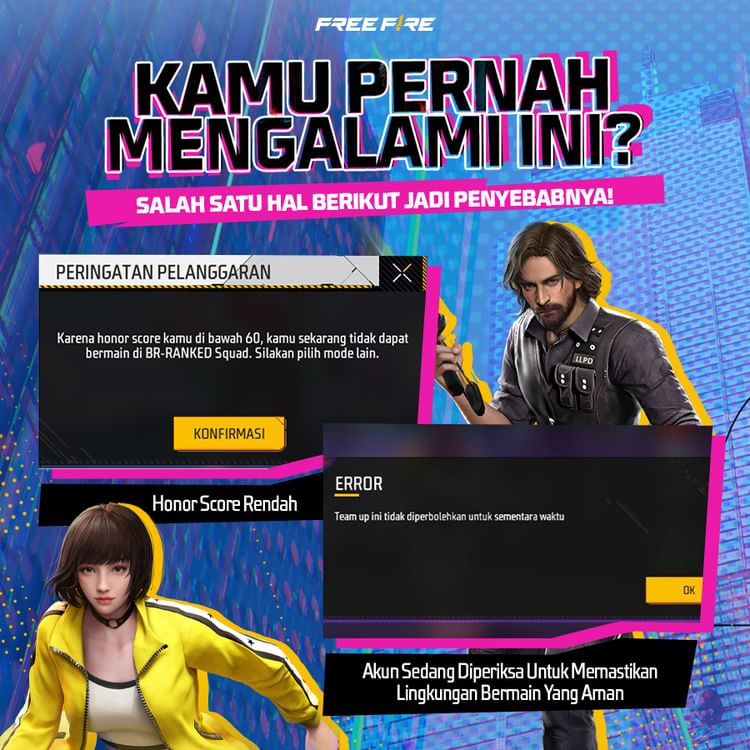 FREE FIRE
KAMU PERNAH
MENGALAMI INI?
SALAH SATU HAL BERIKUT JADI PENYEBABNYA!
PERINGATAN PELANGGARAN
Karena honor score kamu di bawah 60, kamu sekarang tidak dapat
bermain di BR-RANKED Squad. Silakan pilih mode lain.
KONFIRMASI
Honor Score Rendah
LLPD
ERROR
Team up ini tidak diperbolehkan untuk sementara waktu
OK
Akun Sedang Diperiksa Untuk Memastikan
Lingkungan Bermain Yang Aman